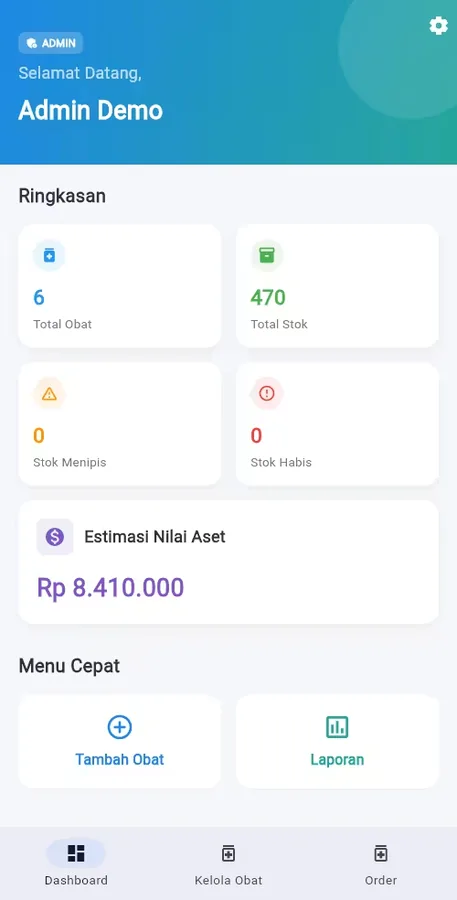 ADMIN
Selamat Datang,
Admin Demo
Ringkasan
6
Total Obat
470
Total Stok
0
Stok Menipis
0
Stok Habis
Estimasi Nilai Aset
Rp 8.410.000
Menu Cepat
Tambah Obat
Laporan
Dashboard
Kelola Obat
Order